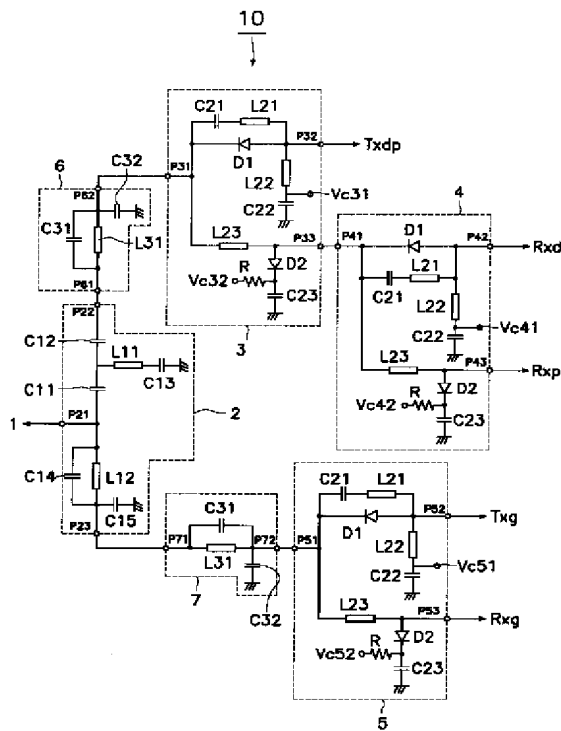 10
C21 L21
P32
Txdp
D1
P31
C32
6
P62
L22
Vc31
C22
4
C31
L31
L23
P33
P41
D1
P42
Rxd
D2
C21
L21
Vc32
R
L22
C23
P61
C22
Vc41
P22
L23
C12
3
P43
Rxp
L11
C13
D2
C11
R
Vc42
C23
P21
1
2
C14
L12
C15
C21 L21
P23
C31
P52
Txg
P71
P72
P51
D1
L22
L31
C22
Vc51
7
C32
L23
P53
Rxg
D2
Vc52
R
C23
5